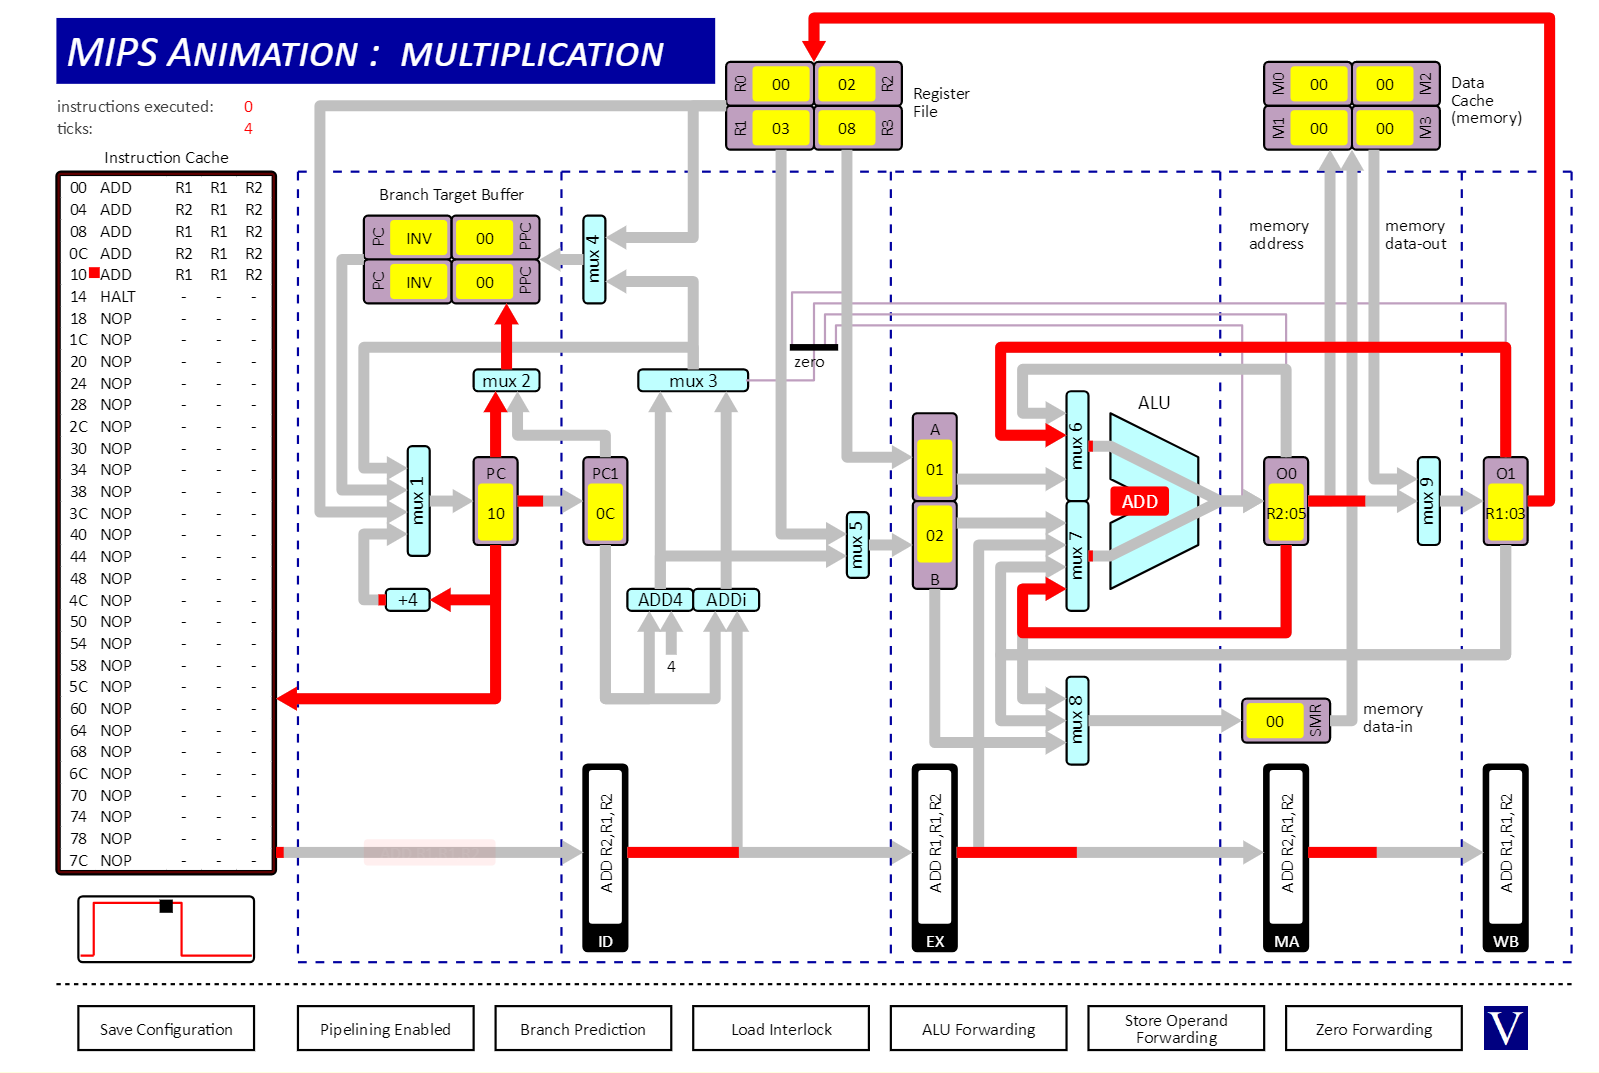 MIPS ANIMATION : MULTIPLICATION
instructions executed: 0
ticks: 4
Instruction Cache
00 ADD R1 R1 R2
04 ADD R2 R1 R2
08 ADD R1 R1 R2
0C ADD R2 R1 R2
10 ADD R1 R1 R2
14 HALT - - -
18 NOP - - -
1C NOP - - -
20 NOP - - -
24 NOP - - -
28 NOP - - -
2C NOP - - -
30 NOP - - -
34 NOP - - -
38 NOP - - -
3C NOP - - -
40 NOP - - -
44 NOP - - -
48 NOP - - -
4C NOP - - -
50 NOP - - -
54 NOP - - -
58 NOP - - -
5C NOP - - -
60 NOP - - -
64 NOP - - -
68 NOP - - -
6C NOP - - -
70 NOP - - -
74 NOP - - -
78 NOP - - -
7C NOP - - -
R0 00 02 R2
R1 03 08 R3
Register
File
M0 00 00 M2
M1 00 00 M3
Data
Cache
(memory)
Branch Target Buffer
PC INV 00 PPC
PC INV 00 PPC
mux 4
memory
address
memory
data-out
zero
mux 2
mux 3
mux 1
PC
10
PC1
0C
+4
ADD4 ADDi
4
mux 5
A
01
02
B
mux 6
mux 7
ALU
ADD
O0
R2:05
mux 9
O1
R1:03
mux 8
00 SMR
memory
data-in
ADD R2,R1,R2
ID
ADD R1,R1,R2
EX
ADD R2,R1,R2
MA
ADD R1,R1,R2
WB
Save Configuration
Pipelining Enabled
Branch Prediction
Load Interlock
ALU Forwarding
Store Operand
Forwarding
Zero Forwarding
V